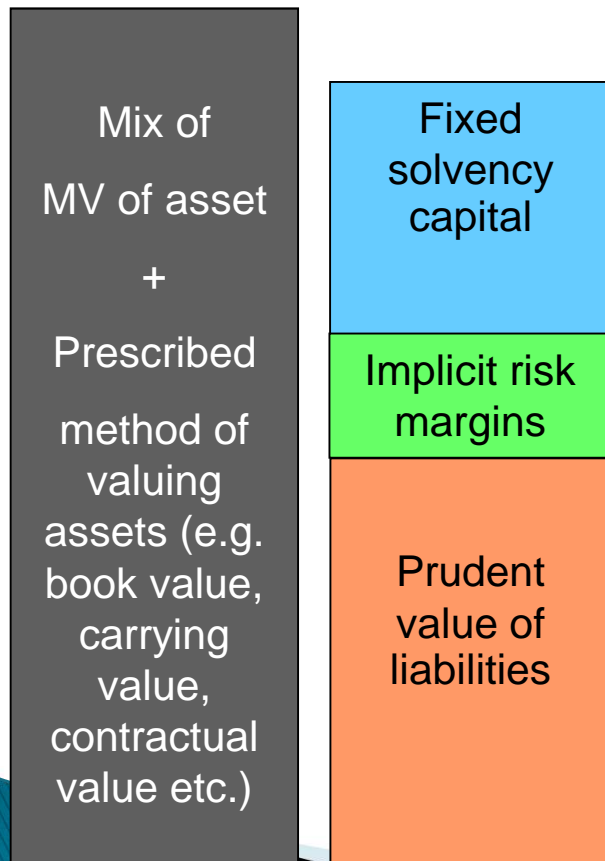 Mix of
MV of asset
+
Prescribed
method of
valuing
assets (e.g.
book value,
carrying
value,
contractual
value etc.)
Fixed
solvency
capital
Implicit risk
margins
Prudent
value of
liabilities